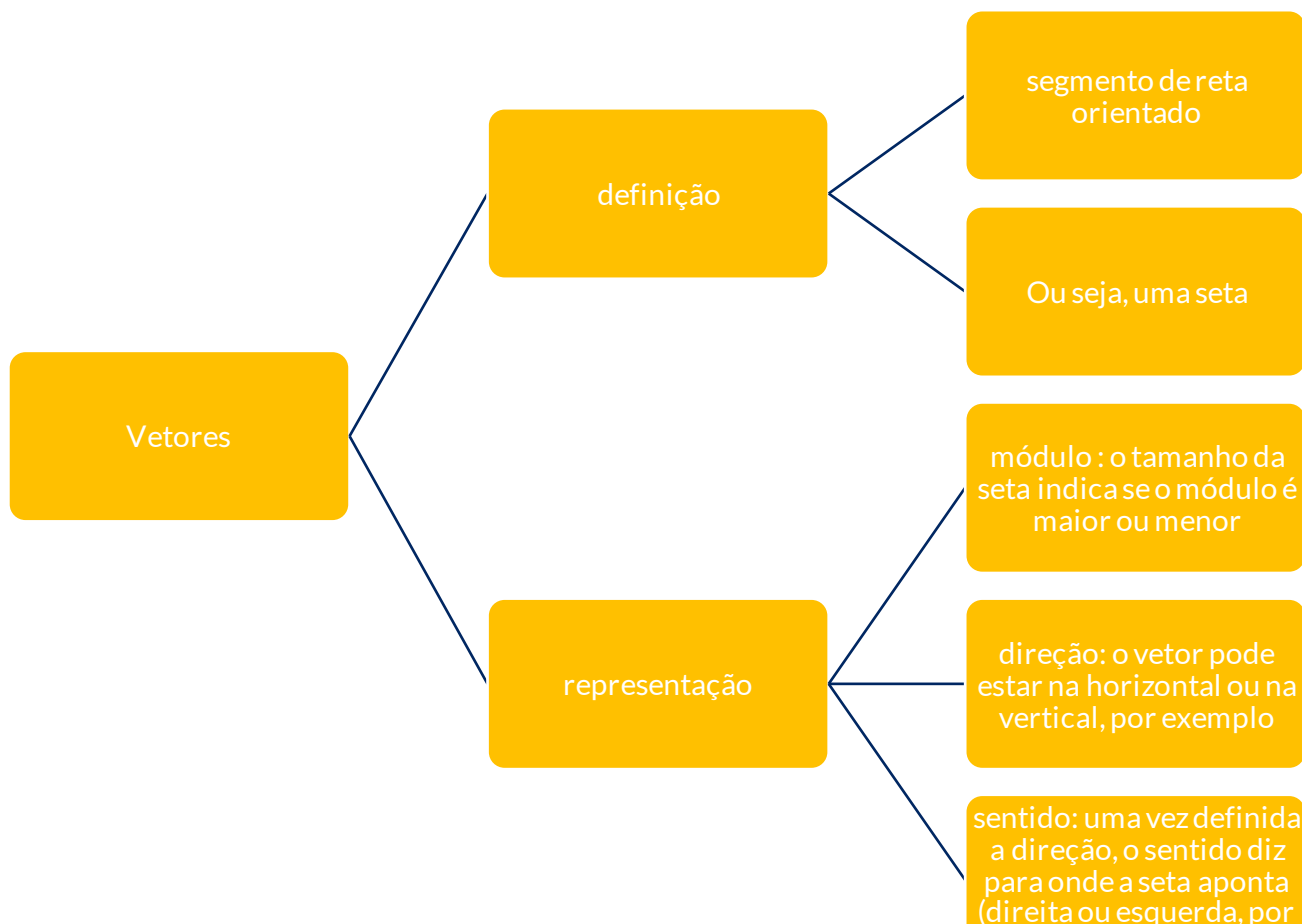 segmento de reta
orientado
definição
Ou seja, uma seta
Vetores
módulo : o tamanho da
seta indica se o módulo é
maior ou menor
representação
direção: o vetor pode
estar na horizontal ou na
vertical, por exemplo
sentido: uma vez definida
a direção, o sentido diz
para onde a seta aponta
(direita ou esquerda, por